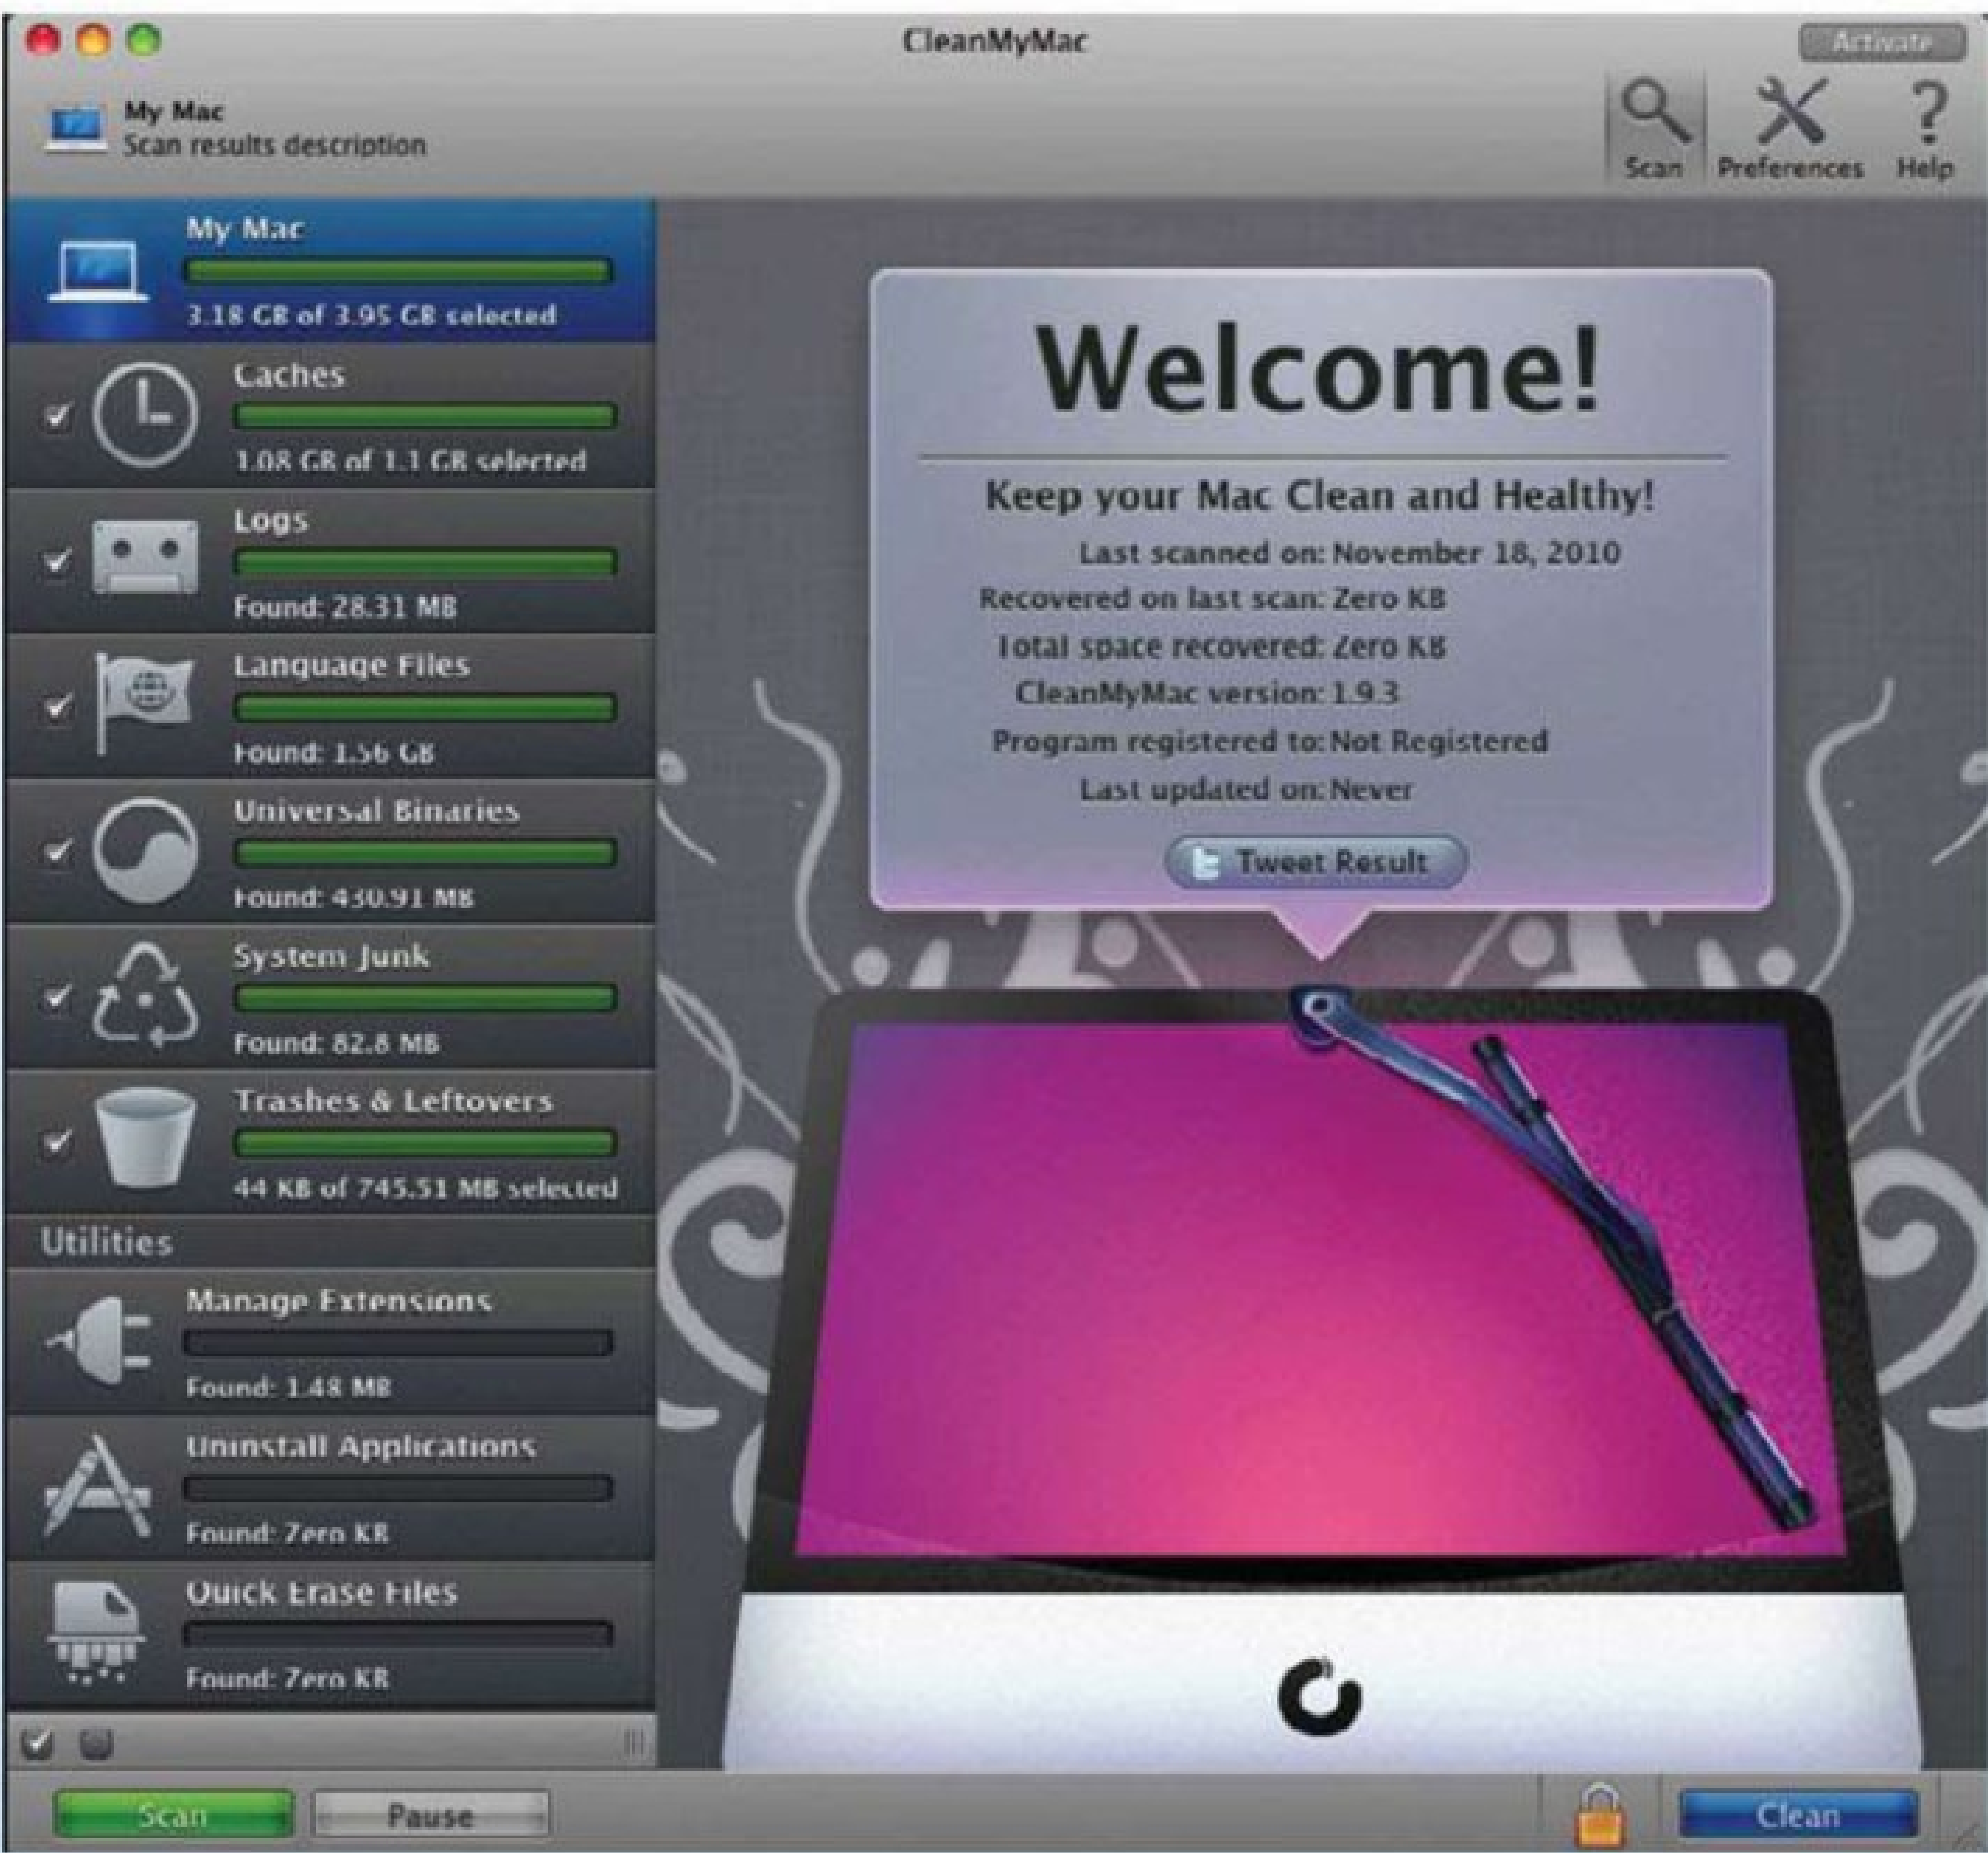 CleanMyMac
Activate
My Mac
Scan results description
Scan
Preferences
Help
My Mac
3.18 GB of 3.95 GB selected
Caches
1.08 GB of 1.1 GB selected
Logs
Found: 28.31 MB
Language Files
Found: 1.56 GB
Universal Binaries
Found: 430.91 MB
System Junk
Found: 82.8 MB
Trashes & Leftovers
44 KB of 745.51 MB selected
Utilities
Manage Extensions
Found: 1.48 MB
Uninstall Applications
Found: Zero KB
Quick Erase Files
Found: Zero KB
Welcome!
Keep your Mac Clean and Healthy!
Last scanned on: November 18, 2010
Recovered on last scan: Zero KB
Total space recovered: Zero KB
CleanMyMac version: 1.9.3
Program registered to: Not Registered
Last updated on: Never
Tweet Result
Scan
Pause
Clean